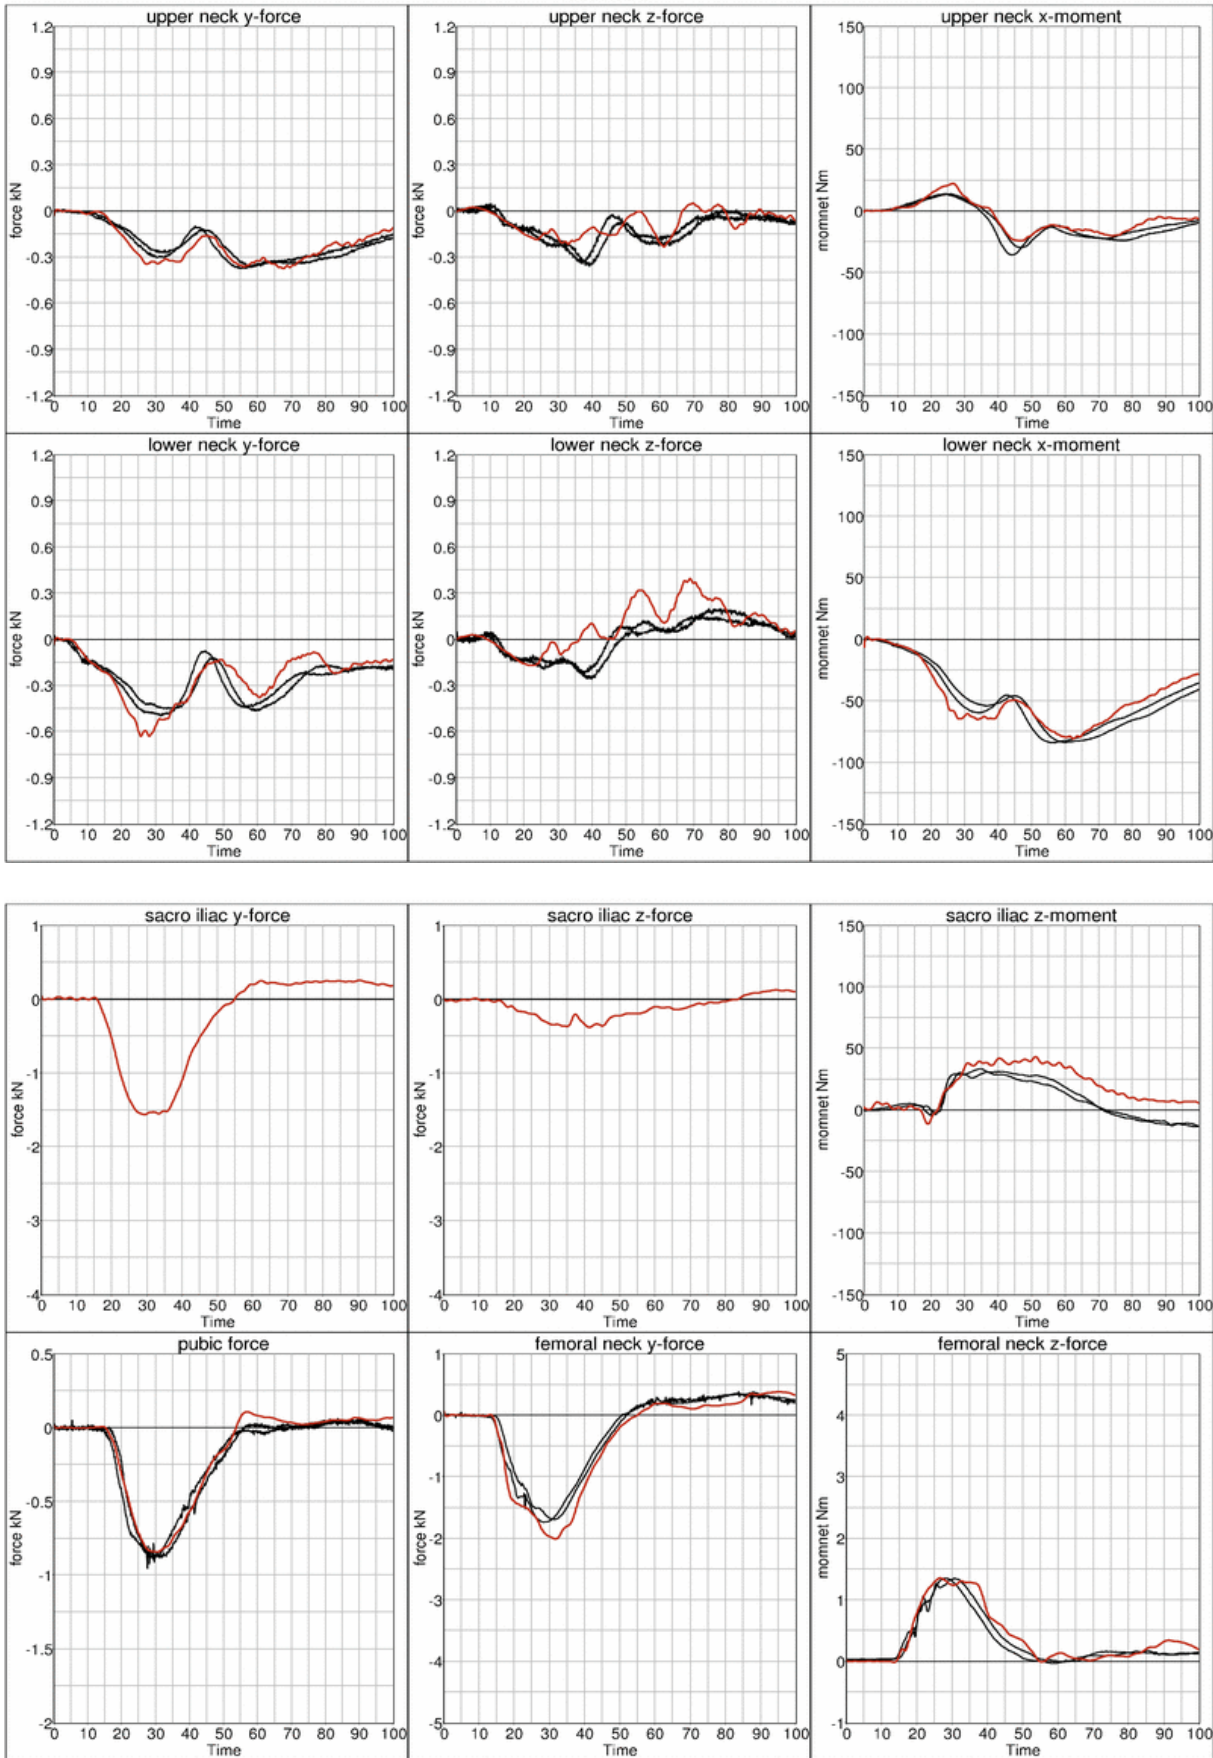 upper neck y-force
1.2
0.9
0.6
0.3
0
-0.3
-0.6
-0.9
-1.2
force kN
0 10 20 30 40 50 60 70 80 90 100
Time
upper neck z-force
1.2
0.9
0.6
0.3
0
-0.3
-0.6
-0.9
-1.2
force kN
0 10 20 30 40 50 60 70 80 90 100
Time
upper neck x-moment
150
100
50
0
-50
-100
-150
momnet Nm
0 10 20 30 40 50 60 70 80 90 100
Time
lower neck y-force
1.2
0.9
0.6
0.3
0
-0.3
-0.6
-0.9
-1.2
force kN
0 10 20 30 40 50 60 70 80 90 100
Time
lower neck z-force
1.2
0.9
0.6
0.3
0
-0.3
-0.6
-0.9
-1.2
force kN
0 10 20 30 40 50 60 70 80 90 100
Time
lower neck x-moment
150
100
50
0
-50
-100
-150
momnet Nm
0 10 20 30 40 50 60 70 80 90 100
Time
sacro iliac y-force
1
0
-1
-2
-3
-4
force kN
0 10 20 30 40 50 60 70 80 90 100
Time
sacro iliac z-force
1
0
-1
-2
-3
-4
force kN
0 10 20 30 40 50 60 70 80 90 100
Time
sacro iliac z-moment
150
100
50
0
-50
-100
-150
momnet Nm
0 10 20 30 40 50 60 70 80 90 100
Time
pubic force
0.5
0
-0.5
-1
-1.5
-2
force kN
0 10 20 30 40 50 60 70 80 90 100
Time
femoral neck y-force
1
0
-1
-2
-3
-4
-5
force kN
0 10 20 30 40 50 60 70 80 90 100
Time
femoral neck z-force
5
4
3
2
1
0
-1
momnet Nm
0 10 20 30 40 50 60 70 80 90 100
Time